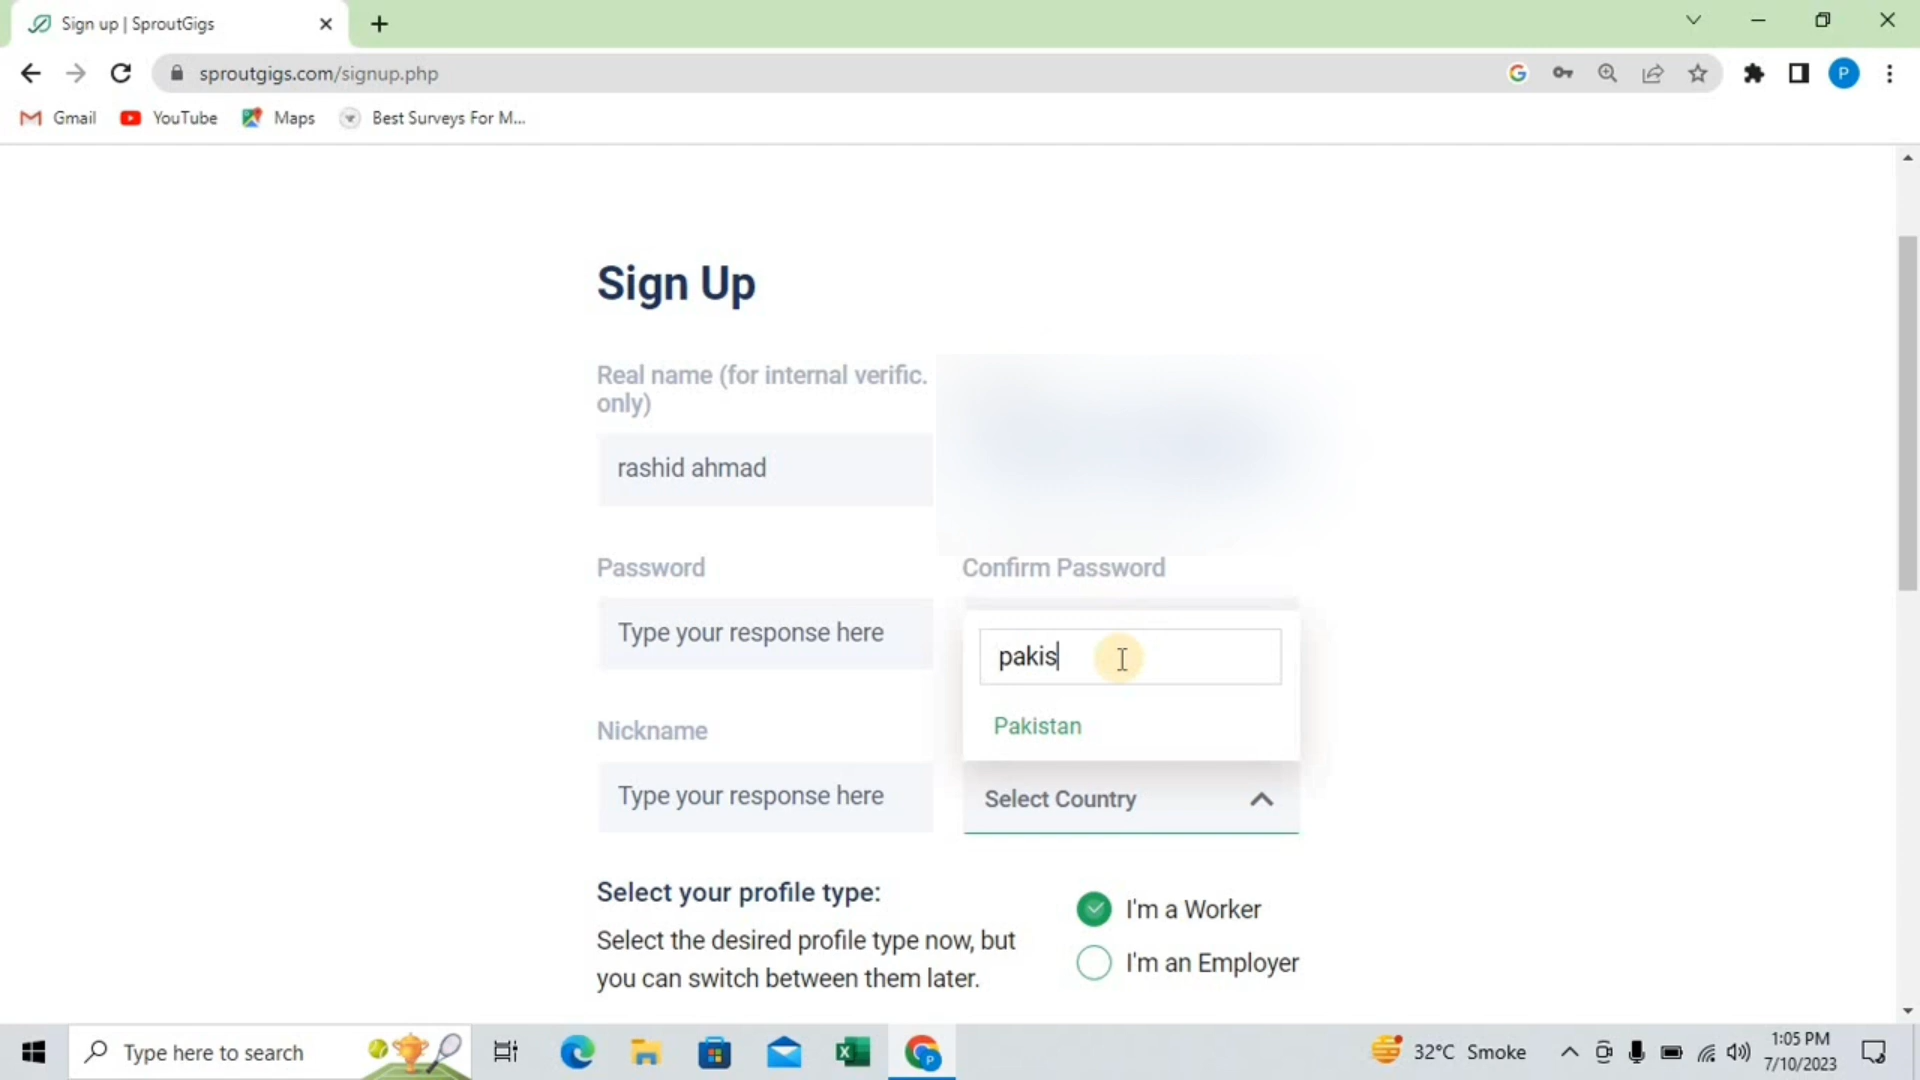 Sign up | SproutGigs
sproutgigs.com/signup.php
P
Gmail
YouTube
Maps
Best Surveys For M...
Sign Up
Real name (for internal verific.
only)
rashid ahmad
Password
Confirm Password
Type your response here
pakis
Pakistan
Nickname
Type your response here
Select Country
Select your profile type:
Select the desired profile type now, but
you can switch between them later.
I'm a Worker
I'm an Employer
Type here to search
32°C Smoke
1:05 PM
7/10/2023